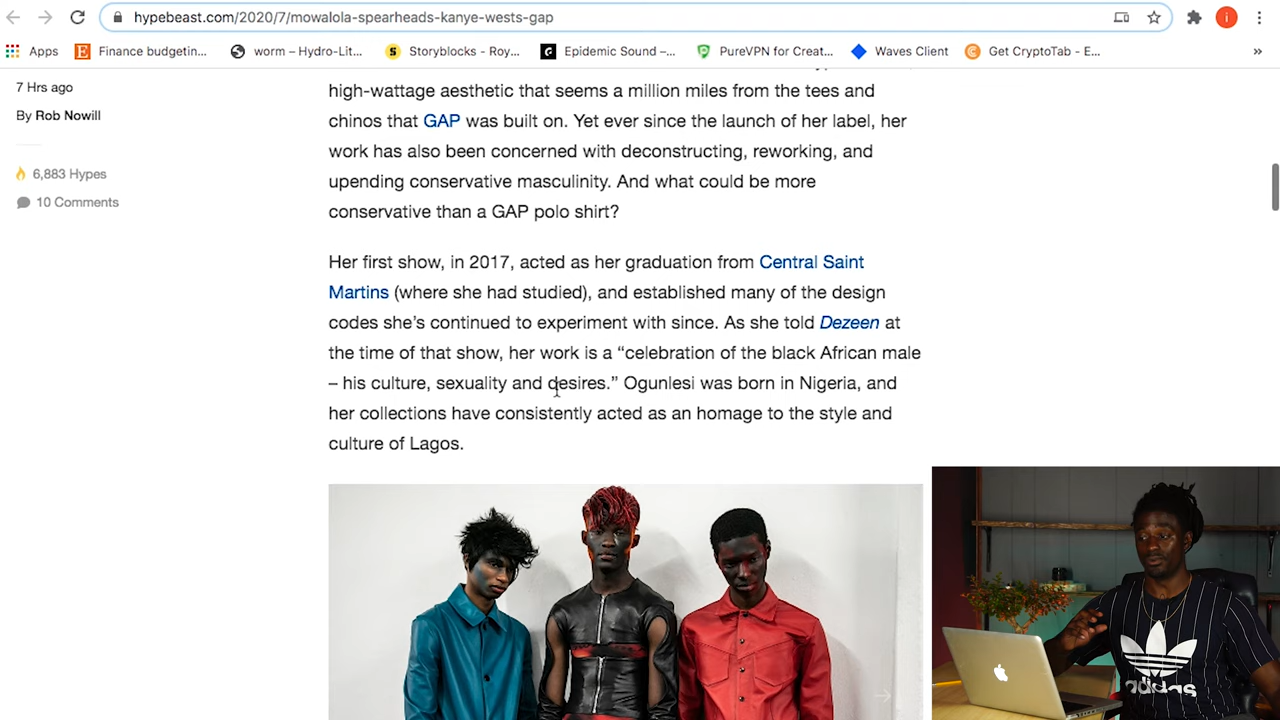 hypebeast.com/2020/7/mowalola-spearheads-kanye-wests-gap
i
Apps
Finance budgetin...
worm – Hydro-Lit...
Storyblocks - Roy...
Epidemic Sound –...
PureVPN for Creat...
Waves Client
Get CryptoTab - E...
»
7 Hrs ago
By Rob Nowill
6,883 Hypes
10 Comments
high-wattage aesthetic that seems a million miles from the tees and
chinos that GAP was built on. Yet ever since the launch of her label, her
work has also been concerned with deconstructing, reworking, and
upending conservative masculinity. And what could be more
conservative than a GAP polo shirt?
Her first show, in 2017, acted as her graduation from Central Saint
Martins (where she had studied), and established many of the design
codes she’s continued to experiment with since. As she told Dezeen at
the time of that show, her work is a “celebration of the black African male
– his culture, sexuality and desires.” Ogunlesi was born in Nigeria, and
her collections have consistently acted as an homage to the style and
culture of Lagos.
adidas